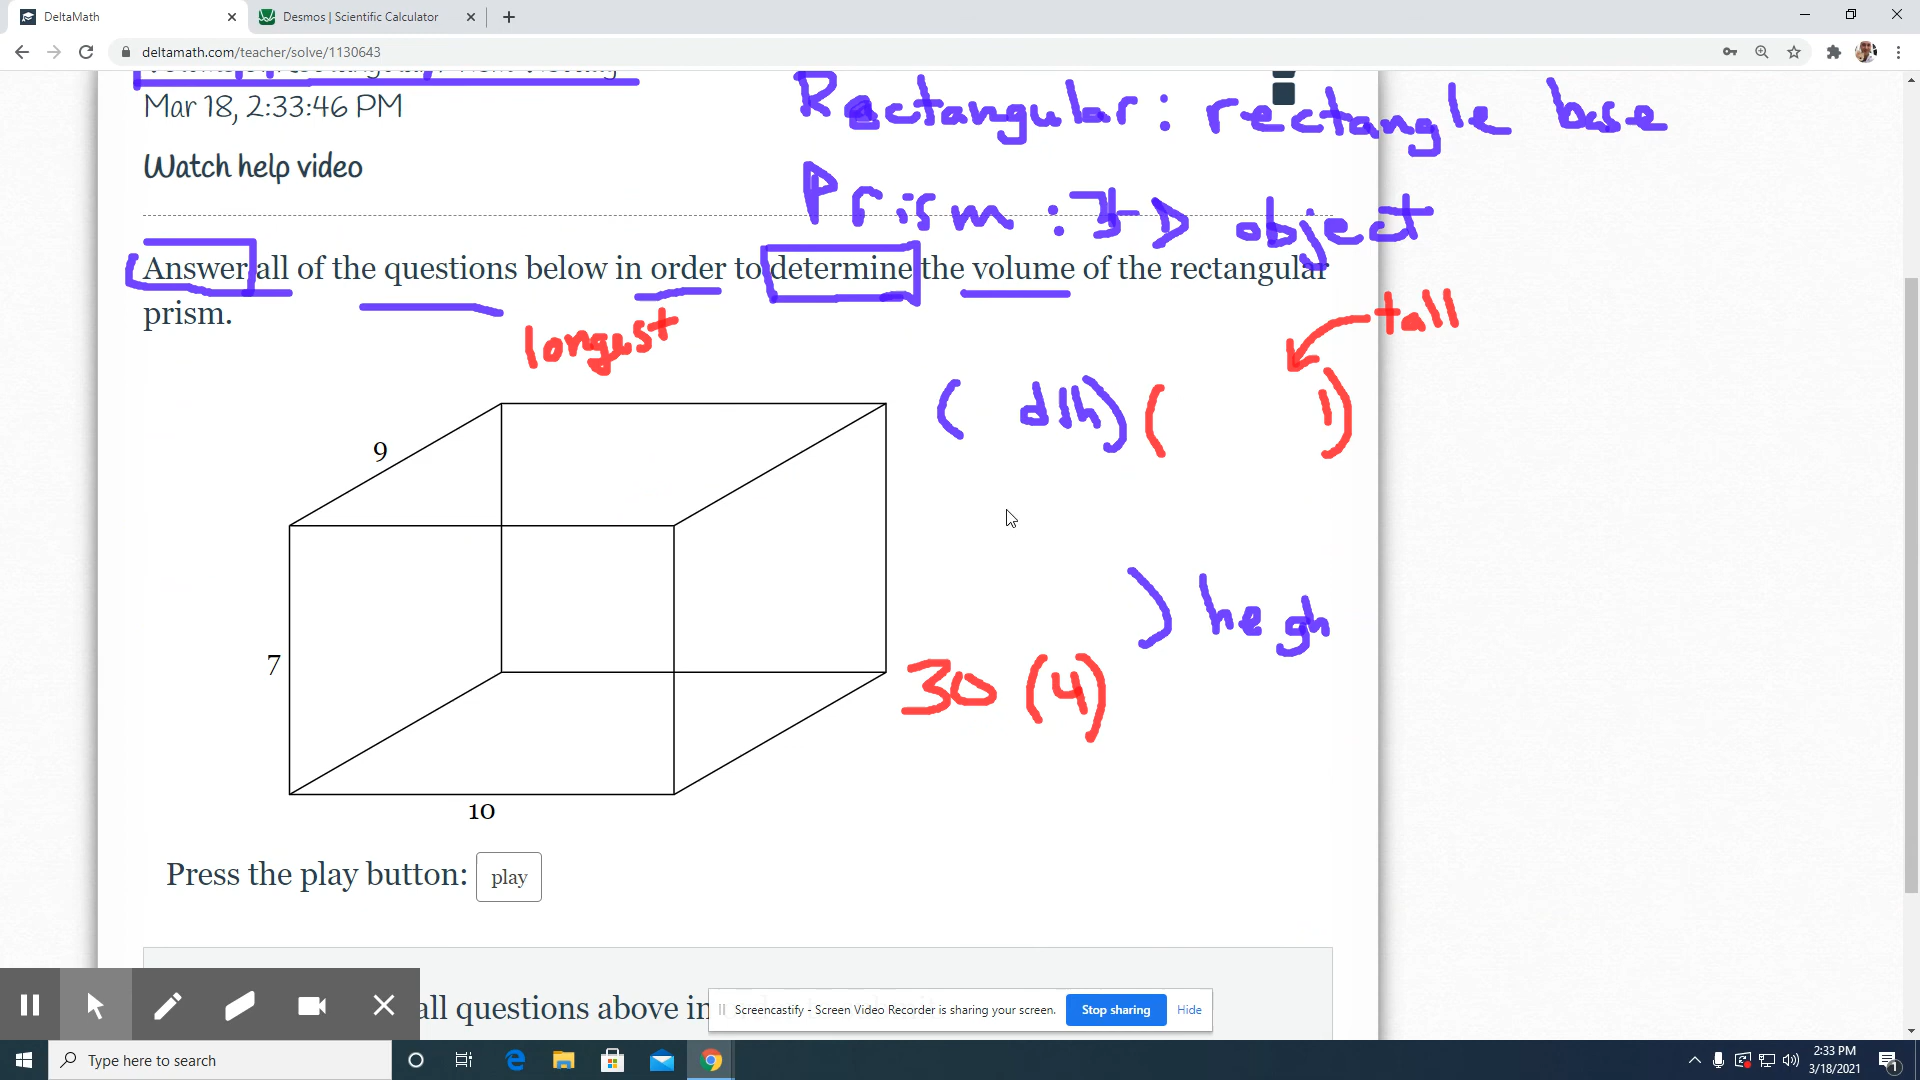 DeltaMath
Desmos | Scientific Calculator
deltamath.com/teacher/solve/1130643
Mar 18, 2:33:46 PM
Rectangular: rectangle base
Watch help video
Prism: 3-D object
Answer all of the questions below in order to determine the volume of the rectangular
prism.
tall
longest
( dth) ( )
9
) hegh
7
30 (4)
10
Press the play button: play
all questions above in
Screencastify - Screen Video Recorder is sharing your screen. Stop sharing Hide
Type here to search
2:33 PM
3/18/2021
1